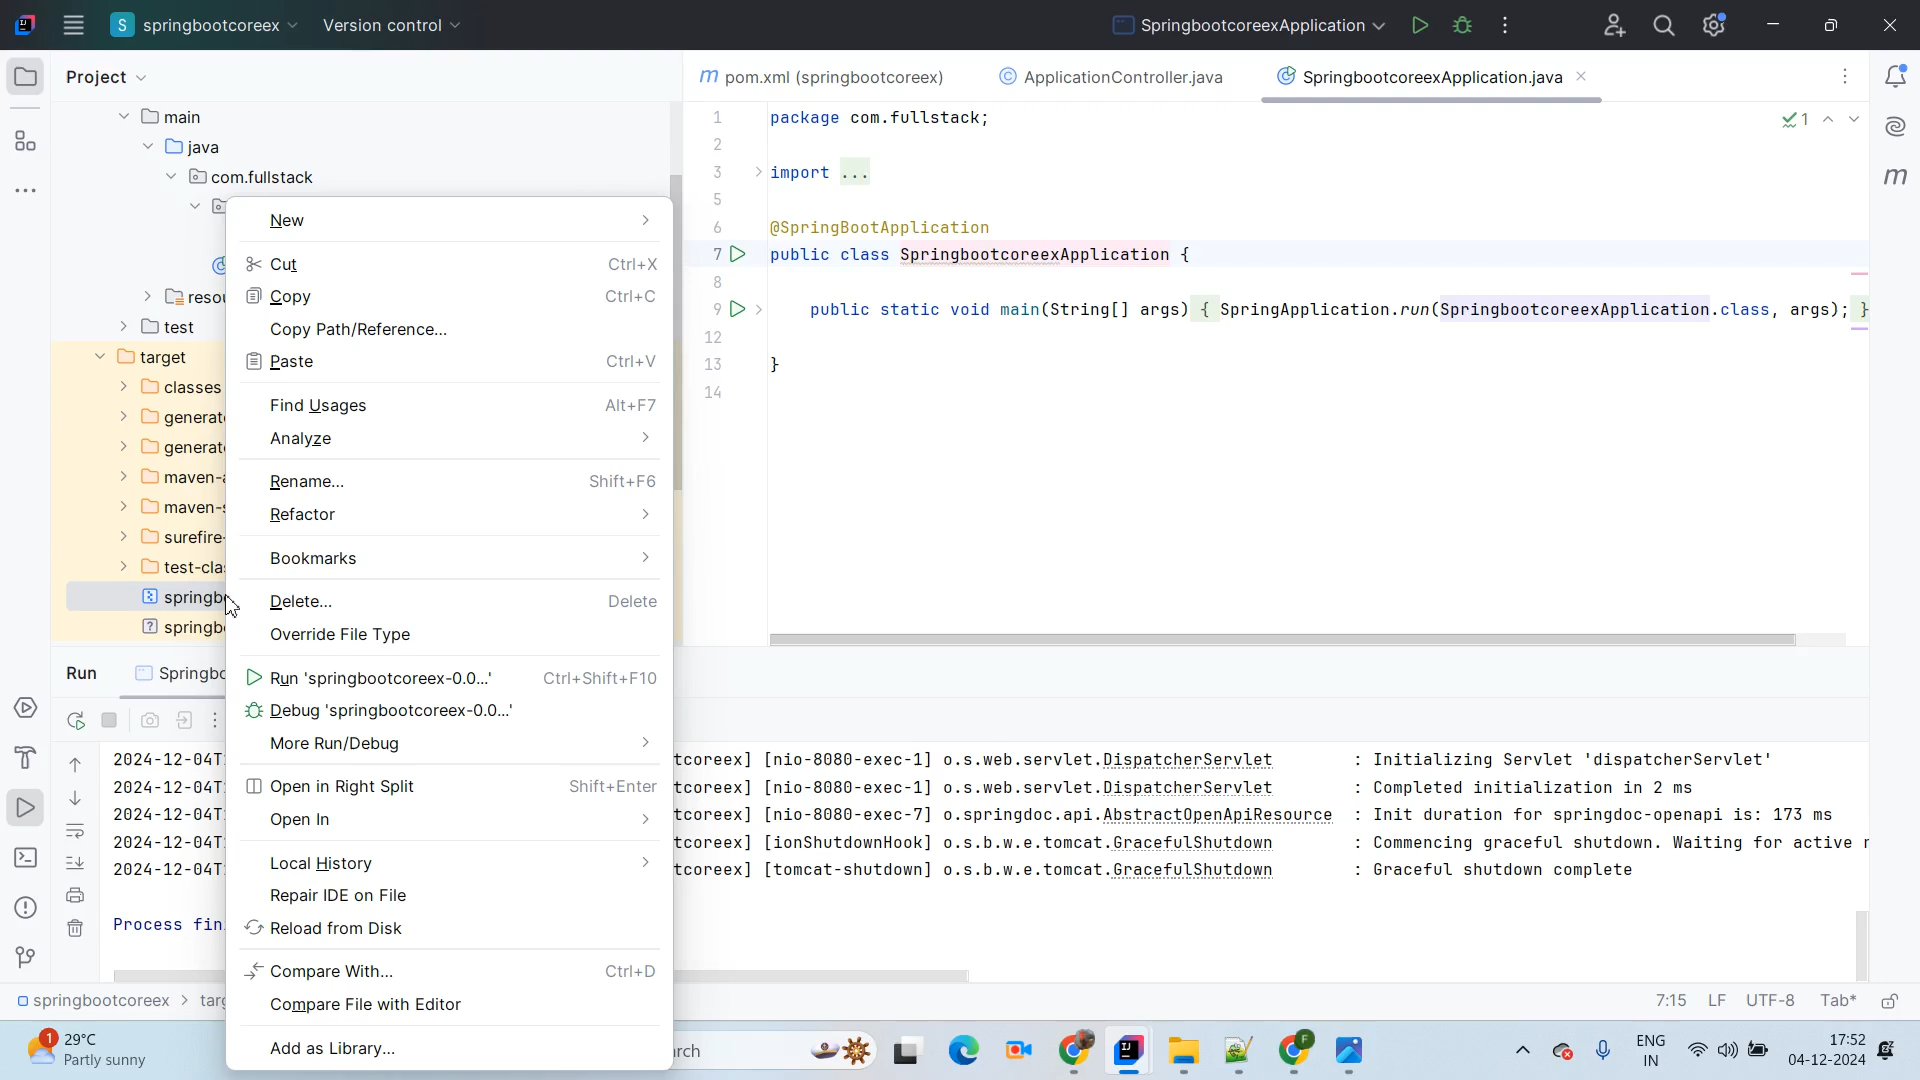 S springbootcoreex Version control SpringbootcoreexApplication
Project
m pom.xml (springbootcoreex) ApplicationController.java SpringbootcoreexApplication.java
main
java
com.fullstack
resou
test
target
classes
generat
generat
maven-a
maven-s
surefire-
test-cla
springb
springb
New
Cut Ctrl+X
Copy Ctrl+C
Copy Path/Reference...
Paste Ctrl+V
Find Usages Alt+F7
Analyze
Rename... Shift+F6
Refactor
Bookmarks
Delete... Delete
Override File Type
Run 'springbootcoreex-0.0...' Ctrl+Shift+F10
Debug 'springbootcoreex-0.0...'
More Run/Debug
Open in Right Split Shift+Enter
Open In
Local History
Repair IDE on File
Reload from Disk
Compare With... Ctrl+D
Compare File with Editor
Add as Library...
1 package com.fullstack;
2
3 import ...
5
6 @SpringBootApplication
7 public class SpringbootcoreexApplication {
8
9 public static void main(String[] args) { SpringApplication.run(SpringbootcoreexApplication.class, args); }
12
13 }
14
1
m
Run Springbo
2024-12-04T tcoreex] [nio-8080-exec-1] o.s.web.servlet.DispatcherServlet : Initializing Servlet 'dispatcherServlet'
2024-12-04T tcoreex] [nio-8080-exec-1] o.s.web.servlet.DispatcherServlet : Completed initialization in 2 ms
2024-12-04T tcoreex] [nio-8080-exec-7] o.springdoc.api.AbstractOpenApiResource : Init duration for springdoc-openapi is: 173 ms
2024-12-04T tcoreex] [ionShutdownHook] o.s.b.w.e.tomcat.GracefulShutdown : Commencing graceful shutdown. Waiting for active r
2024-12-04T tcoreex] [tomcat-shutdown] o.s.b.w.e.tomcat.GracefulShutdown : Graceful shutdown complete
Process fin
springbootcoreex > targ 7:15 LF UTF-8 Tab*
1 29°C
Partly sunny
rch
ENG
IN
17:52
04-12-2024